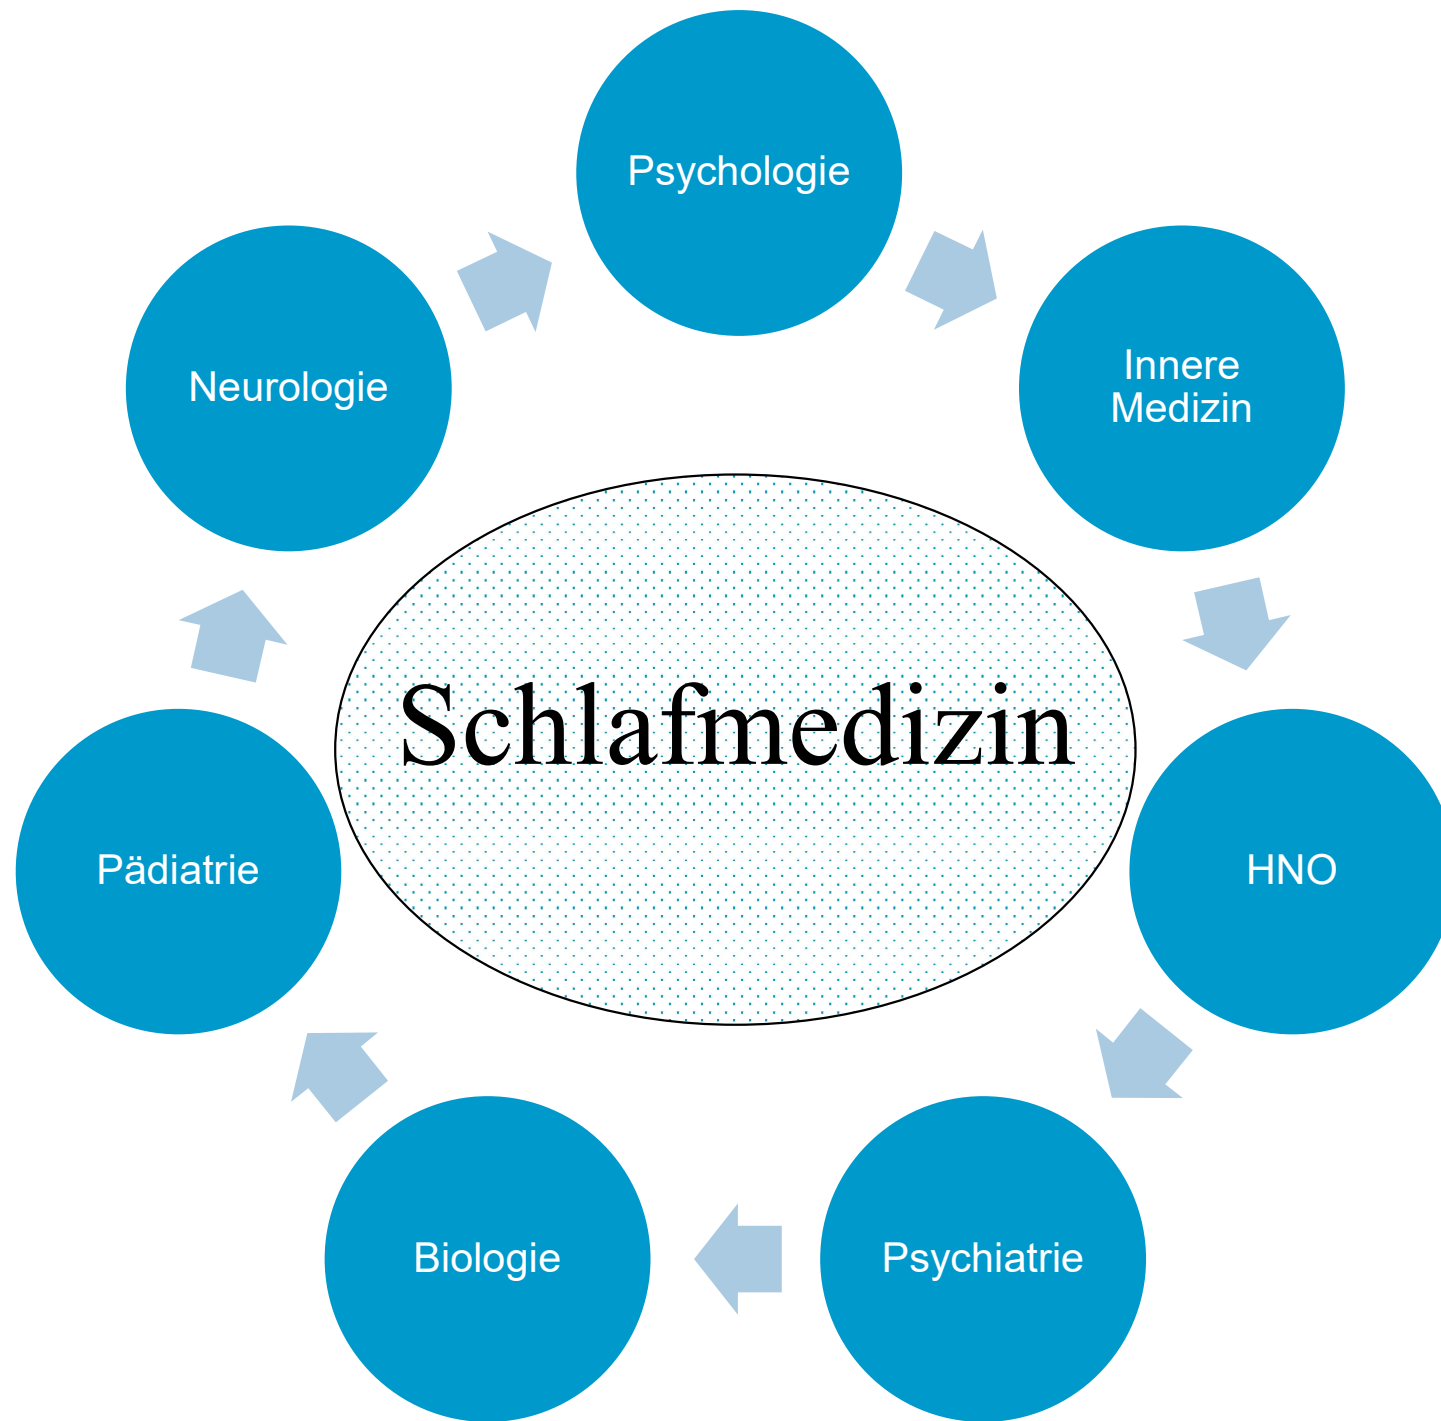 Psychologie
Neurologie
Innere
Medizin
Schlafmedizin
Pädiatrie
HNO
Biologie
Psychiatrie